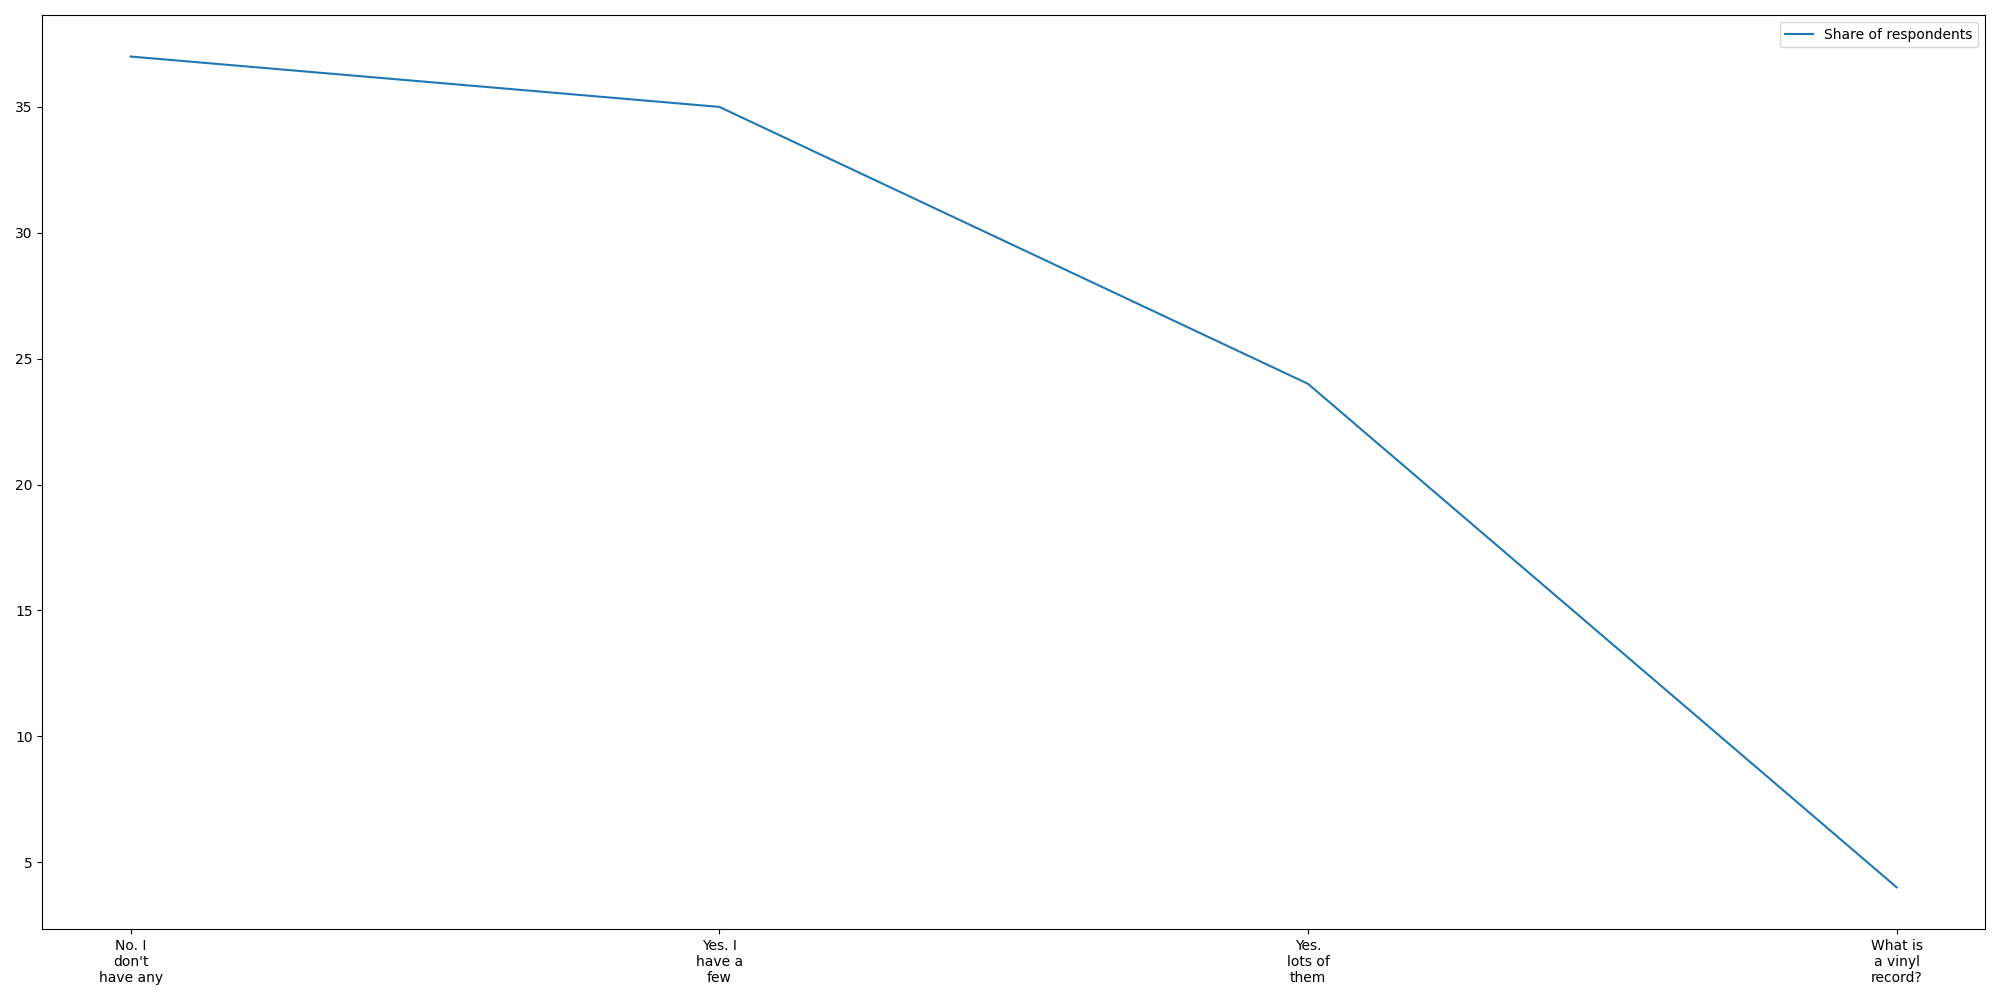 Share of respondents
35
30
25
20
15
10
5
No. I
don't
have any
Yes. I
have a
few
Yes.
lots of
them
What is
a vinyl
record?